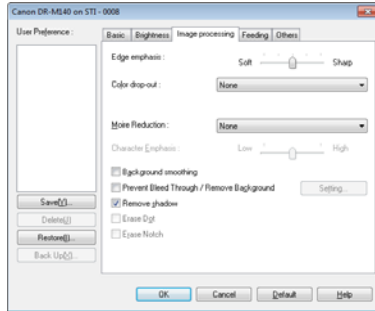 Canon DR-M140 on STI - 0008
User Preference :
Basic Brightness Image processing Feeding Others
Edge emphasis : Soft Sharp
Color drop-out : None
Moire Reduction : None
Character Emphasis : Low High
Background smoothing
Prevent Bleed Through / Remove Background Setting...
Save(V)... Remove shadow
Delete(J) Erase Dot
Restore(I)... Erase Notch
Back Up(X)...
OK Cancel Default Help